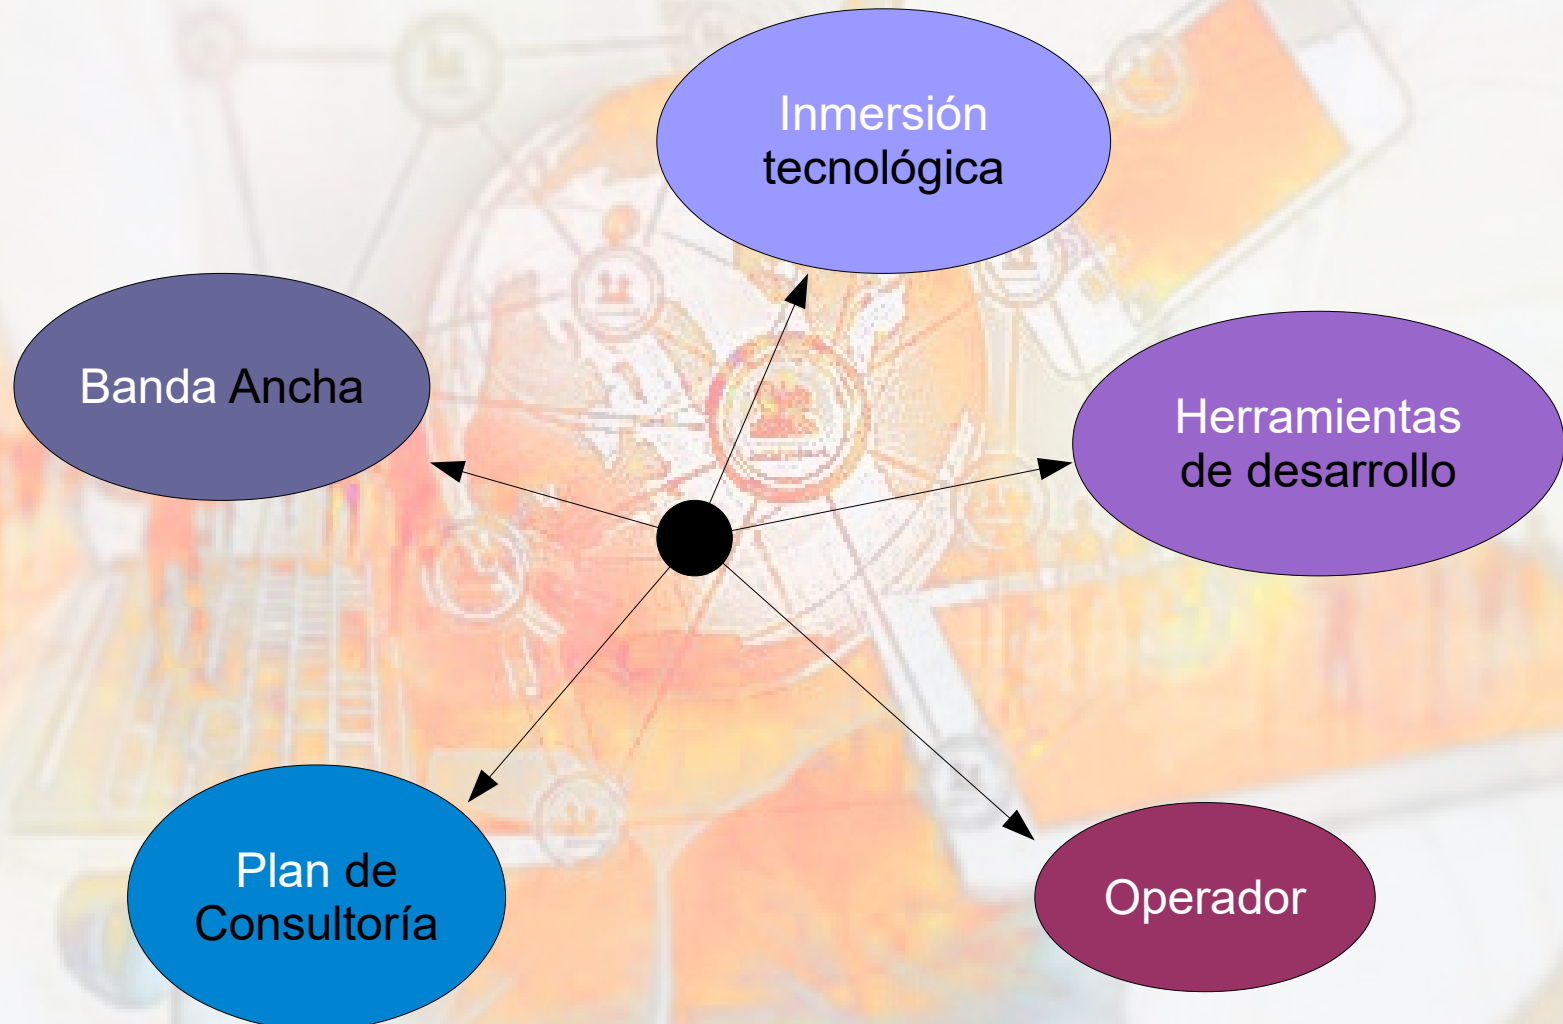 Inmersión
tecnológica
Banda Ancha
Herramientas
de desarrollo
Plan de
Consultoría
Operador